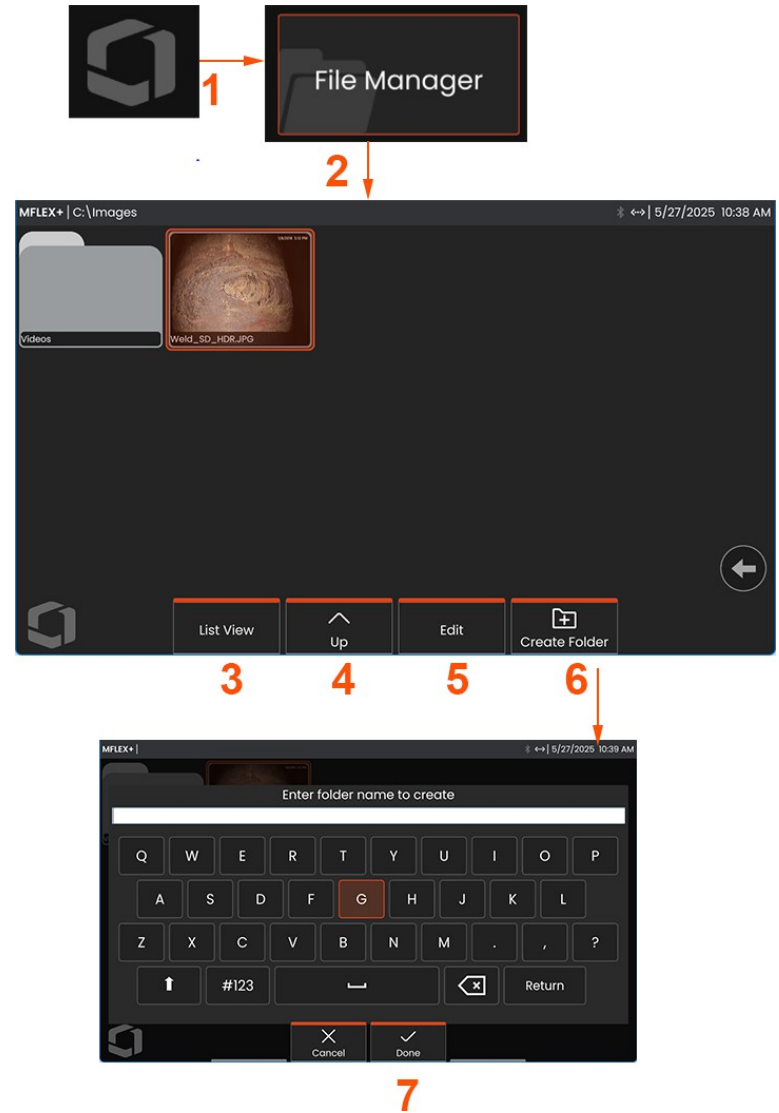 1
File Manager
2
MFLEX+ | C:\Images
5/27/2025 10:38 AM
Videos
Weld_SD_HDR.JPG
List View
Up
Edit
Create Folder
3
4
5
6
MFLEX+ |
5/27/2025 10:39 AM
Enter folder name to create
Q W E R T Y U I O P
A S D F G H J K L
Z X C V B N M . , ?
#123
Return
Cancel
Done
7